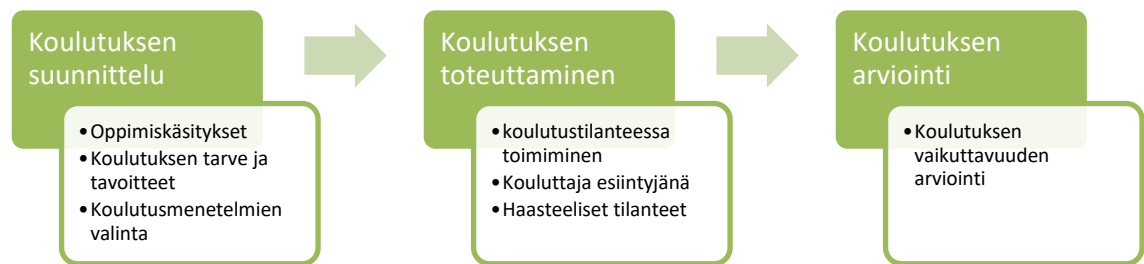 Koulutuksen
suunnittelu
•Oppimiskäsitykset
•Koulutuksen tarve ja
tavoitteet
•Koulutusmenetelmien
valinta
Koulutuksen
toteuttaminen
•koulutustilanteessa
toimiminen
•Kouluttaja esiintyjänä
•Haasteeliset tilanteet
Koulutuksen
arviointi
•Koulutuksen
vaikuttavuuden
arviointi